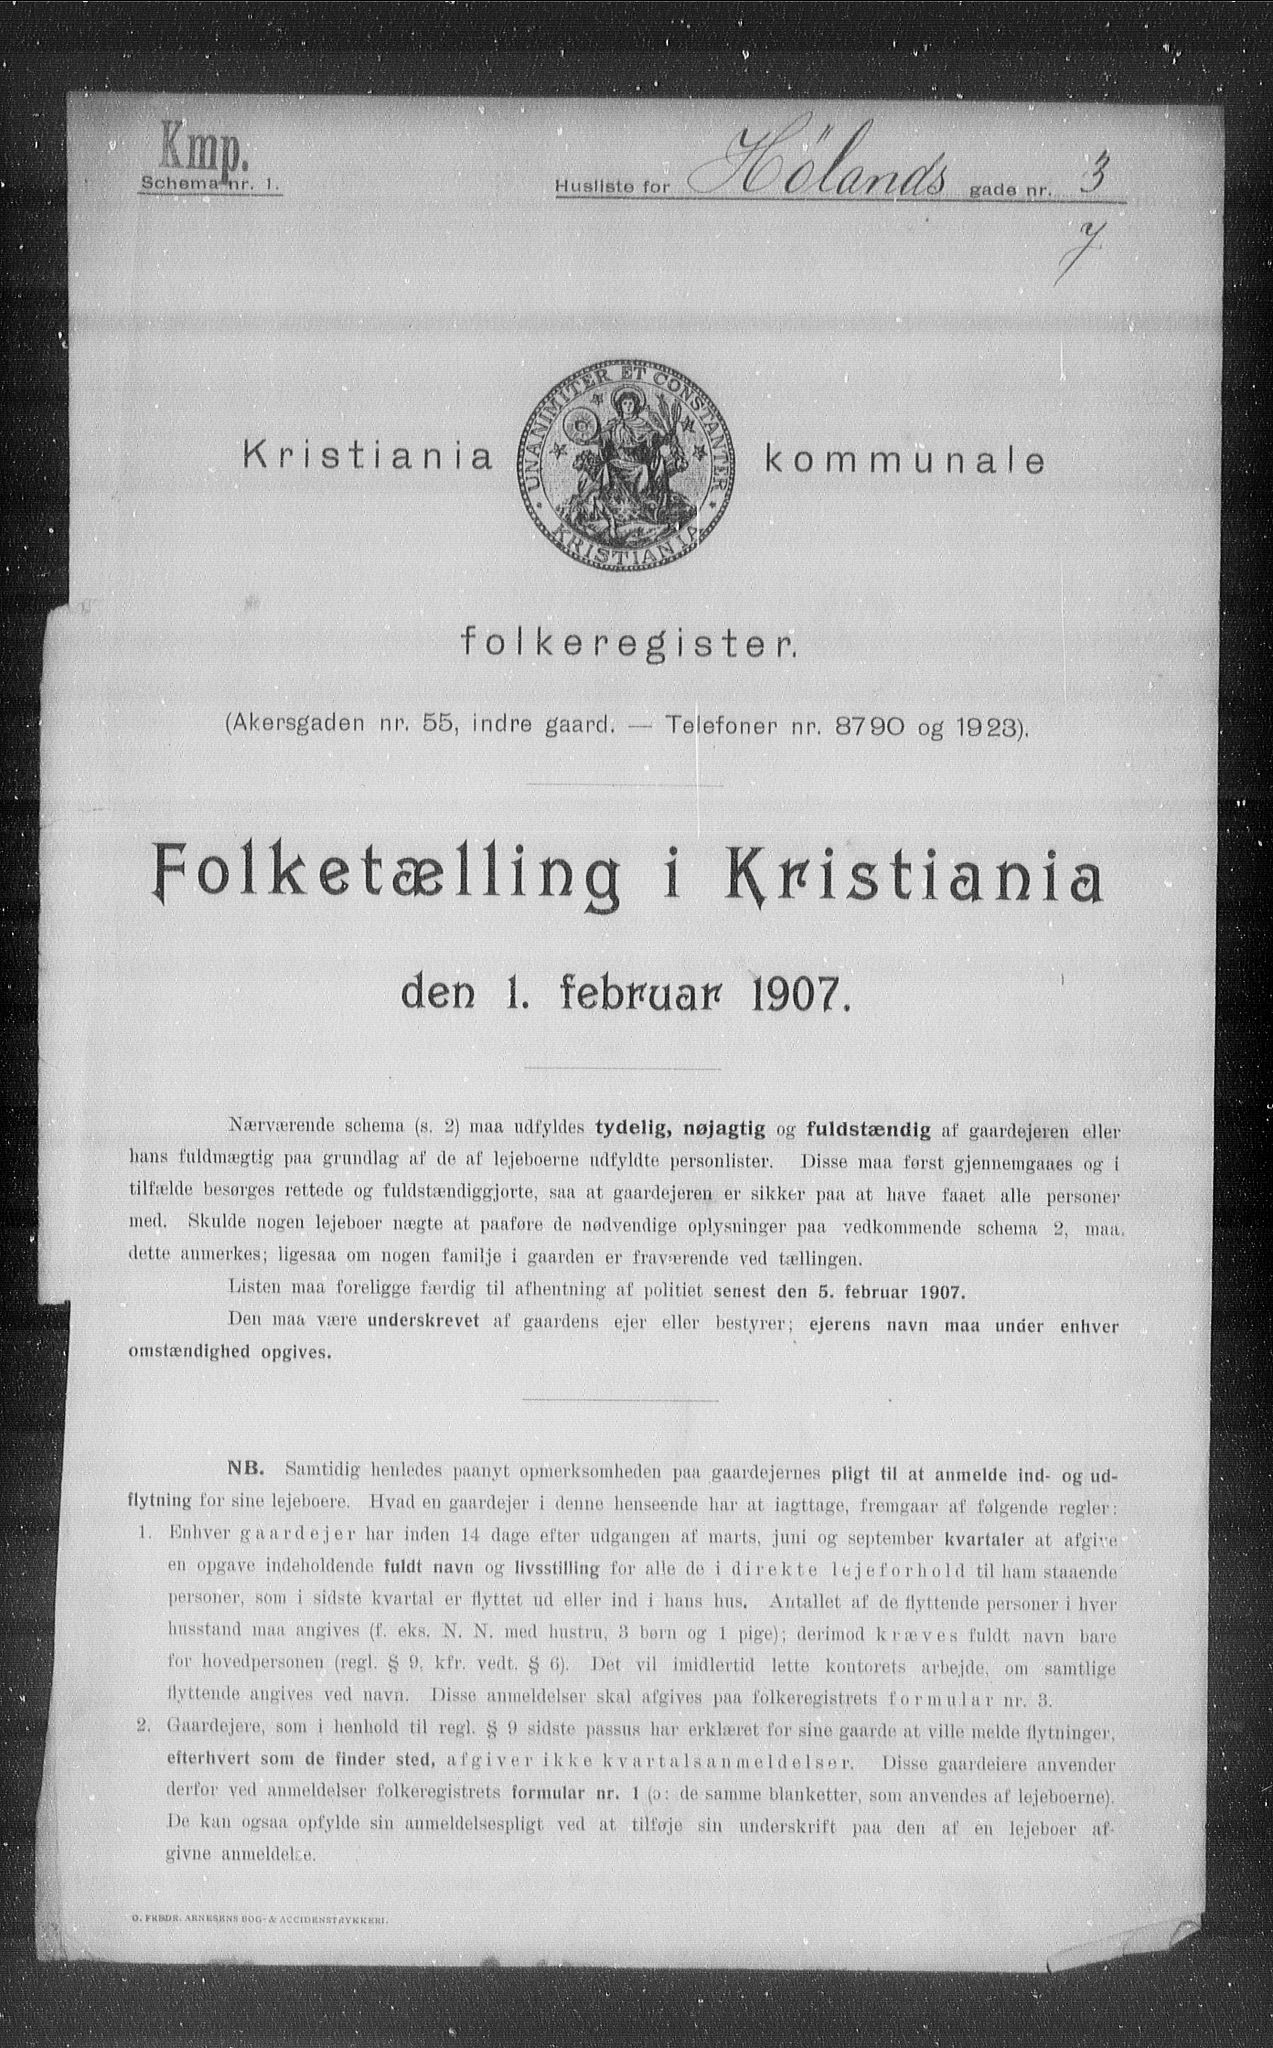 Kmp.
Schema nr. 1.
Husliste for Hølands gade nr. 3
7
UNANIMITER ET CONSTANTER
KRISTIANIA
Kristiania kommunale
folkeregister.
(Akersgaden nr. 55, indre gaard. — Telefoner nr. 8790 og 1923).
Folketælling i Kristiania
den 1. februar 1907.
Nærværende schema (s. 2) maa udfyldes tydelig, nøjagtig og fuldstændig af gaardejeren eller
hans fuldmægtig paa grundlag af de af lejeboerne udfyldte personlister. Disse maa først gjennemgaaes og i
tilfælde besørges rettede og fuldstændiggjorte, saa at gaardejeren er sikker paa at have faaet alle personer
med. Skulde nogen lejeboer nægte at paaføre de nødvendige oplysninger paa vedkommende schema 2, maa
dette anmerkes; ligesaa om nogen familje i gaarden er fraværende ved tællingen.
Listen maa foreligge færdig til afhentning af politiet senest den 5. februar 1907.
Den maa være underskrevet af gaardens ejer eller bestyrer; ejerens navn maa under enhver
omstændighed opgives.
NB. Samtidig henledes paanyt opmerksomheden paa gaardejernes pligt til at anmelde ind- og ud-
flytning for sine lejeboere. Hvad en gaardejer i denne henseende har at iagttage, fremgaar af følgende regler:
1. Enhver gaardejer har inden 14 dage efter udgangen af marts, juni og september kvartaler at afgive
en opgave indeholdende fuldt navn og livsstilling for alle de i direkte lejeforhold til ham staaende
personer, som i sidste kvartal er flyttet ud eller ind i hans hus. Antallet af de flyttende personer i hver
husstand maa angives (f. eks. N. N. med hustru, 3 børn og 1 pige); derimod kræves fuldt navn bare
for hovedpersonen (regl. § 9, kfr. vedt. § 6). Det vil imidlertid lette kontorets arbejde, om samtlige
flyttende angives ved navn. Disse anmeldelser skal afgives paa folkeregistrets formular nr. 3.
2. Gaardejere, som i henhold til regl. § 9 sidste passus har erklæret for sine gaarde at ville melde flytninger,
efterhvert som de finder sted, afgiver ikke kvartalsanmeldelser. Disse gaardeiere anvender
derfor ved anmeldelser folkeregistrets formular nr. 1 (ɔ: de samme blanketter, som anvendes af lejeboerne).
De kan ogsaa opfylde sin anmeldelsespligt ved at tilføje sin underskrift paa den af en lejeboer af-
givne anmeldelse.
O. FREDR. ARNESENS BOG- & ACCIDENSTRYKKERI.